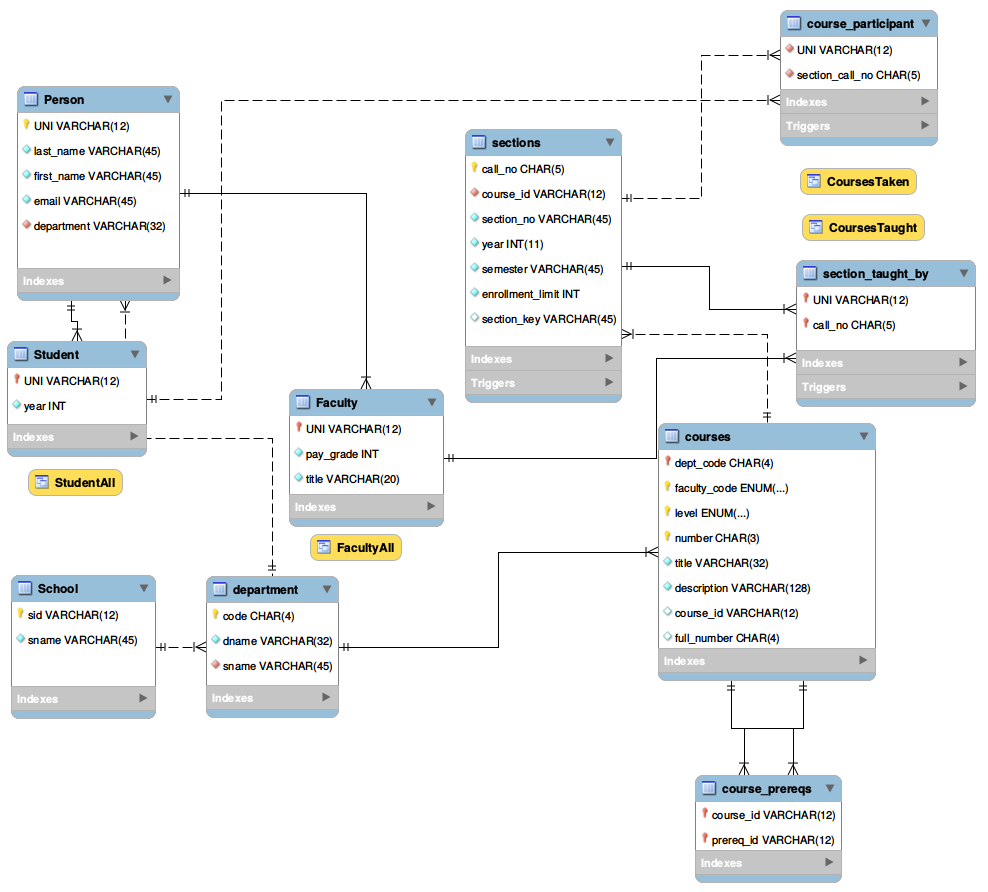 course_participant
UNI VARCHAR(12)
section_call_no CHAR(5)
Indexes
Triggers
Person
UNI VARCHAR(12)
last_name VARCHAR(45)
first_name VARCHAR(45)
email VARCHAR(45)
department VARCHAR(32)
Indexes
sections
call_no CHAR(5)
course_id VARCHAR(12)
section_no VARCHAR(45)
year INT(11)
semester VARCHAR(45)
enrollment_limit INT
section_key VARCHAR(45)
Indexes
Triggers
CoursesTaken
CoursesTaught
section_taught_by
UNI VARCHAR(12)
call_no CHAR(5)
Indexes
Triggers
Student
UNI VARCHAR(12)
year INT
Indexes
StudentAll
Faculty
UNI VARCHAR(12)
pay_grade INT
title VARCHAR(20)
Indexes
FacultyAll
courses
dept_code CHAR(4)
faculty_code ENUM(...)
level ENUM(...)
number CHAR(3)
title VARCHAR(32)
description VARCHAR(128)
course_id VARCHAR(12)
full_number CHAR(4)
Indexes
School
sid VARCHAR(12)
sname VARCHAR(45)
Indexes
department
code CHAR(4)
dname VARCHAR(32)
sname VARCHAR(45)
Indexes
course_prereqs
course_id VARCHAR(12)
prereq_id VARCHAR(12)
Indexes